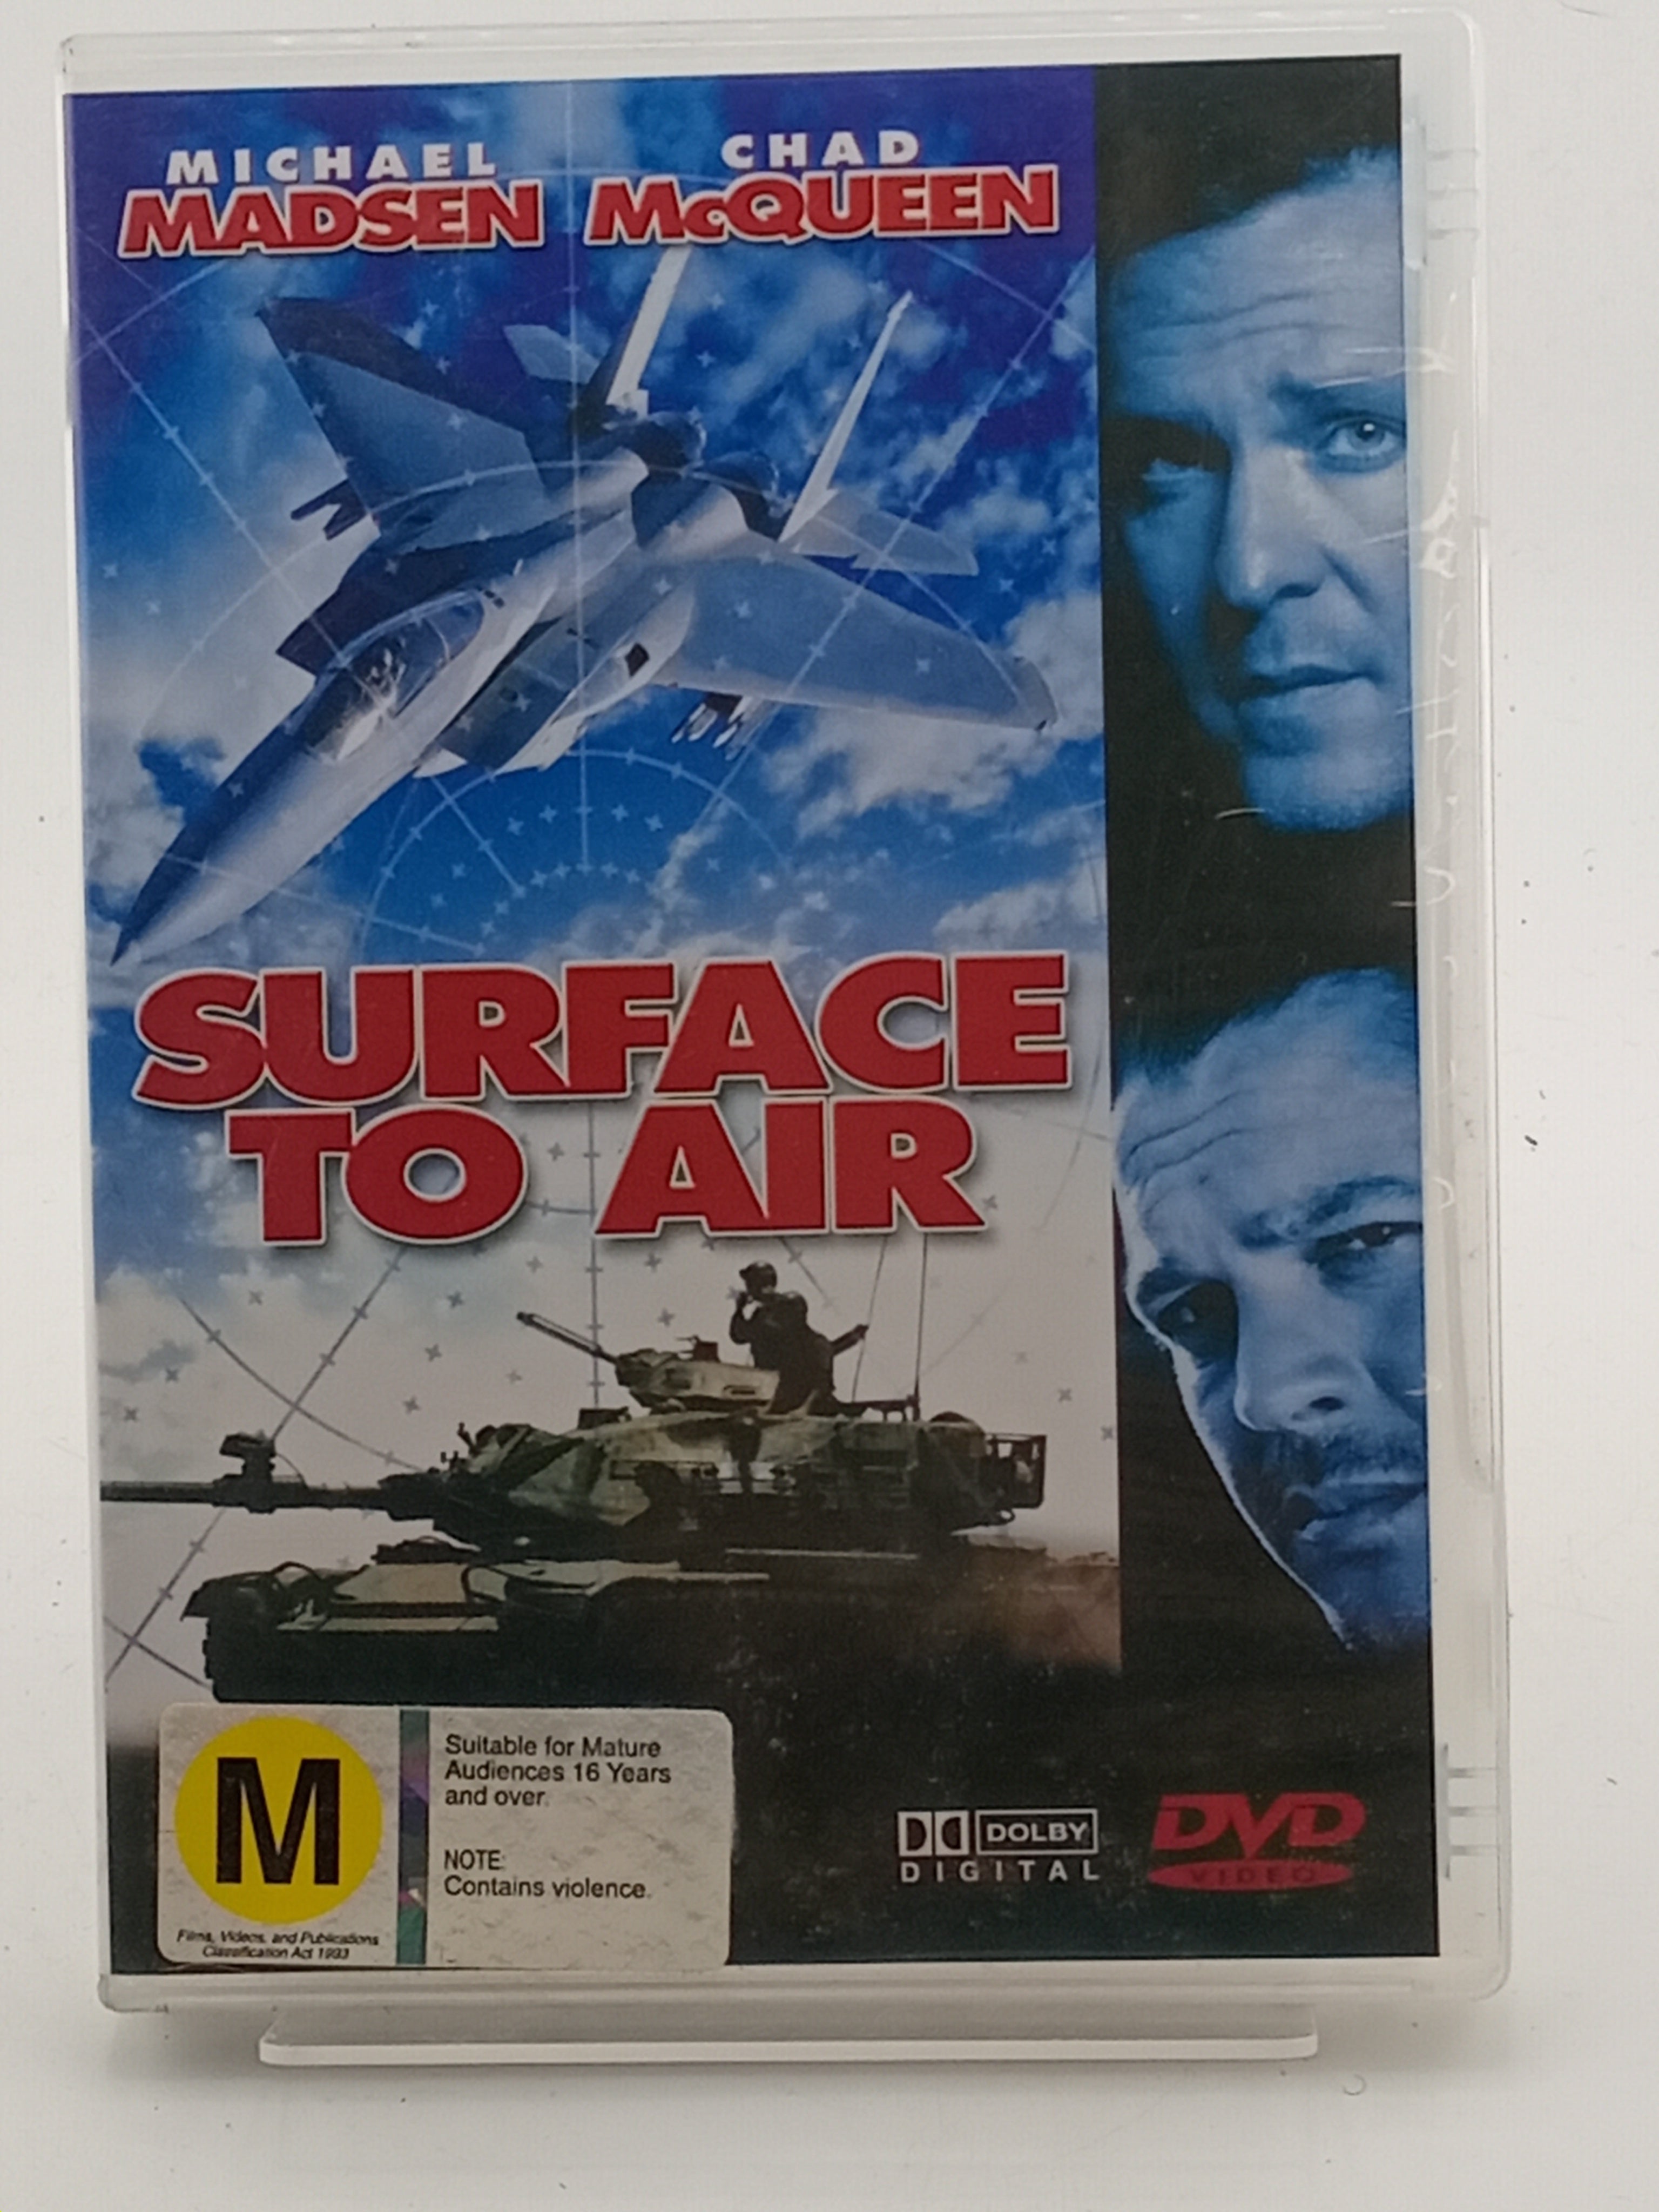 MICHAEL
MADSEN
CHAD
McQUEEN
SURFACE
TO AIR
M
Films, Videos, and Publications
Classification Act 1993
Suitable for Mature
Audiences 16 Years
and over.
NOTE:
Contains violence.
DOLBY
DIGITAL
DVD
VIDEO